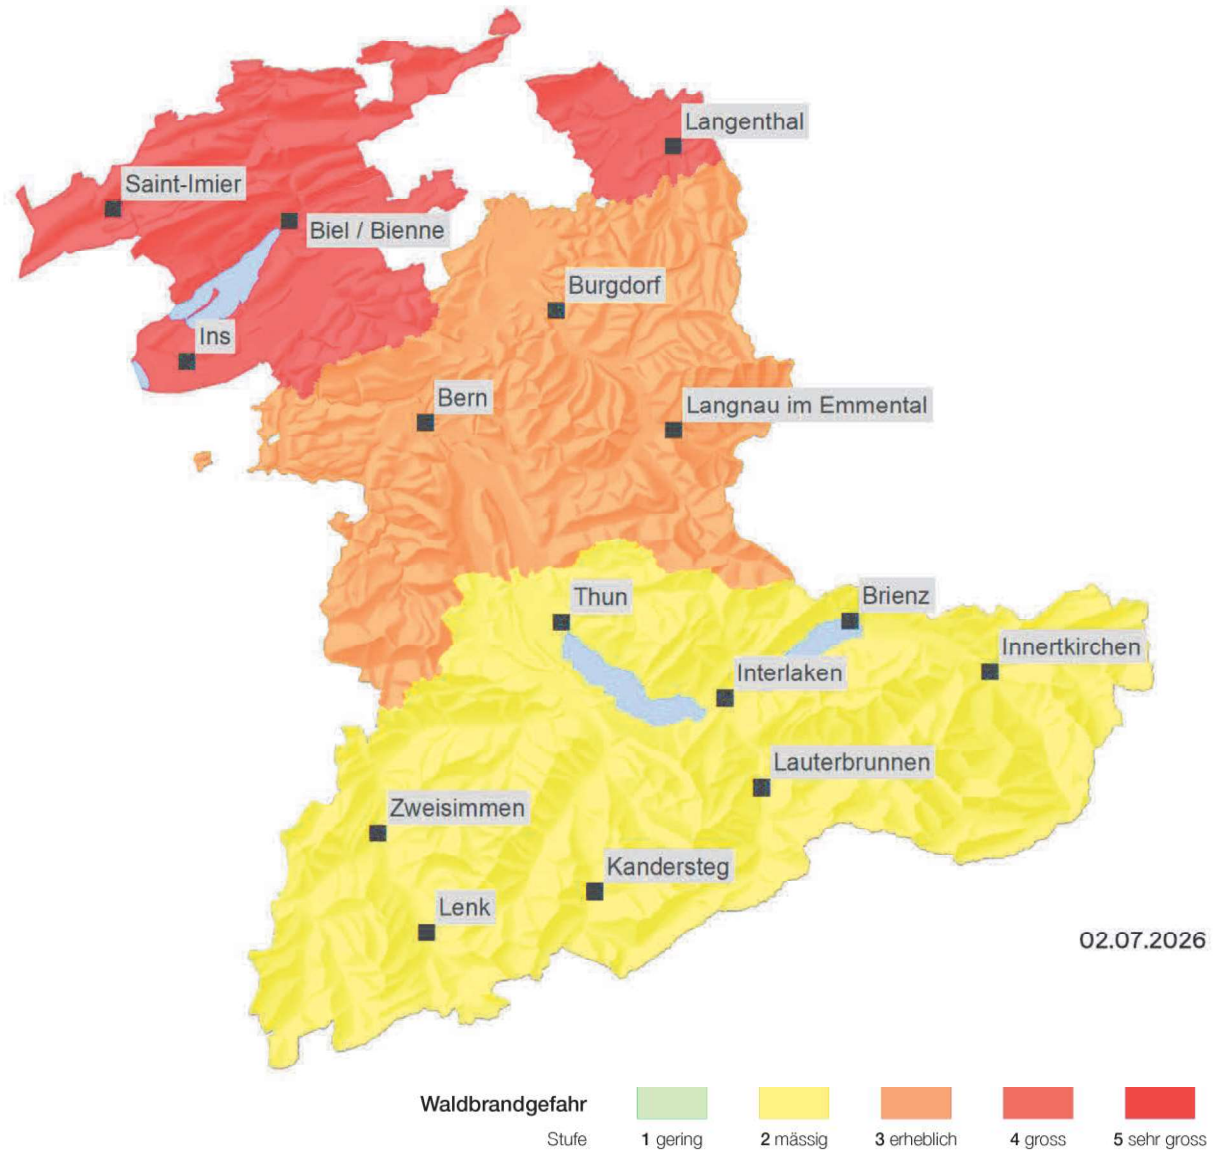 Langenthal
Saint-Imier
Biel / Bienne
Burgdorf
Ins
Bern
Langnau im Emmental
Thun
Brienz
Innertkirchen
Interlaken
Lauterbrunnen
Zweisimmen
Kandersteg
Lenk
02.07.2026
Waldbrandgefahr
Stufe 1 gering 2 mässig 3 erheblich 4 gross 5 sehr gross